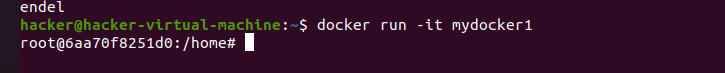 endel
hacker@hacker-virtual-machine:~$ docker run -it mydocker1
root@6aa70f8251d0:/home#